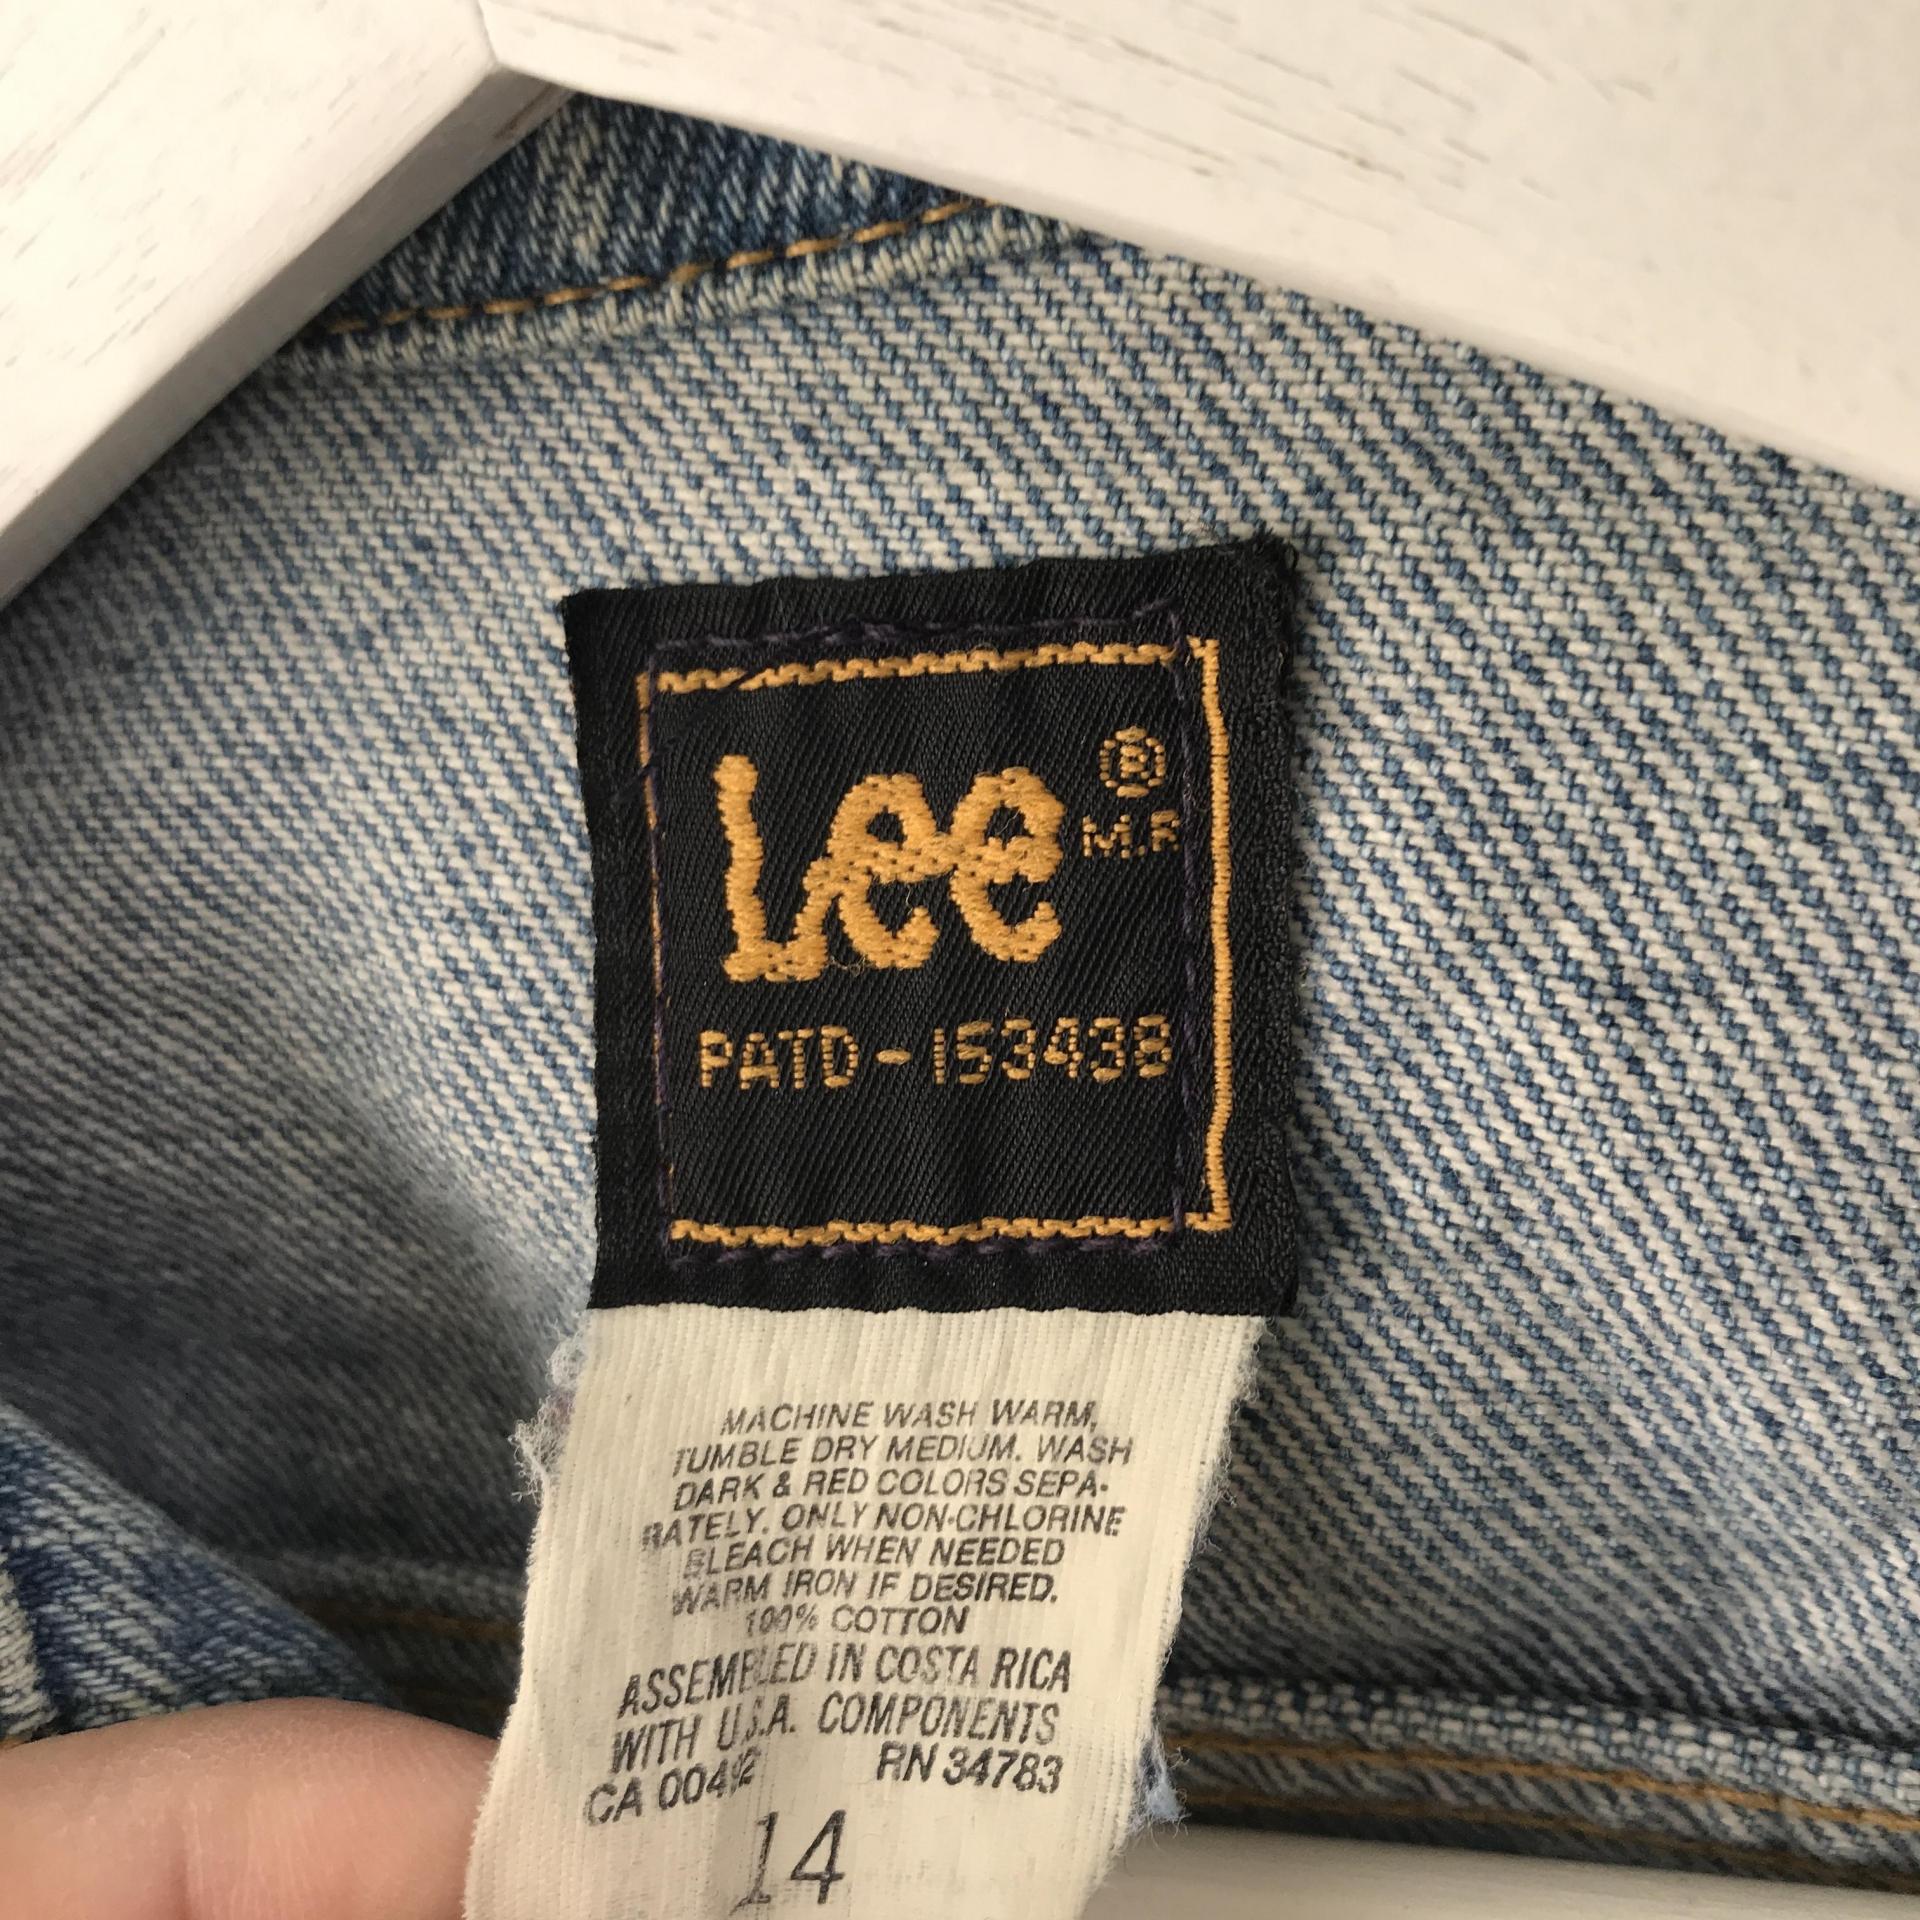 Lee ®
M.R
PATD - 153438
MACHINE WASH WARM,
TUMBLE DRY MEDIUM. WASH
DARK & RED COLORS SEPA-
RATELY. ONLY NON-CHLORINE
BLEACH WHEN NEEDED
WARM IRON IF DESIRED.
100% COTTON
ASSEMBLED IN COSTA RICA
WITH U.S.A. COMPONENTS
CA 00492 RN 34783
14